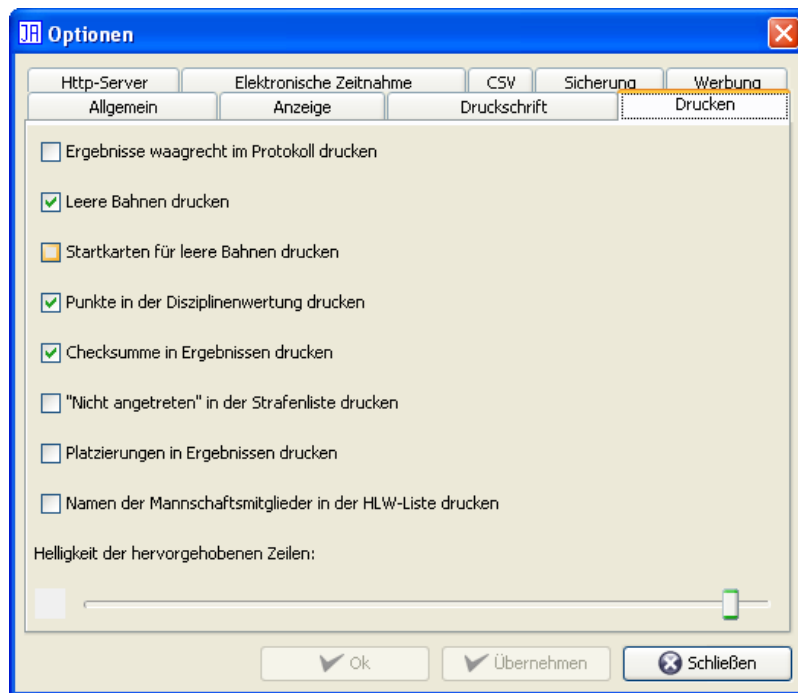 JA Optionen
Http-Server Elektronische Zeitnahme CSV Sicherung Werbung
Allgemein Anzeige Druckschrift Drucken
Ergebnisse waagrecht im Protokoll drucken
Leere Bahnen drucken
Startkarten für leere Bahnen drucken
Punkte in der Disziplinenwertung drucken
Checksumme in Ergebnissen drucken
"Nicht angetreten" in der Strafenliste drucken
Platzierungen in Ergebnissen drucken
Namen der Mannschaftsmitglieder in der HLW-Liste drucken
Helligkeit der hervorgehobenen Zeilen:
Ok Übernehmen Schließen